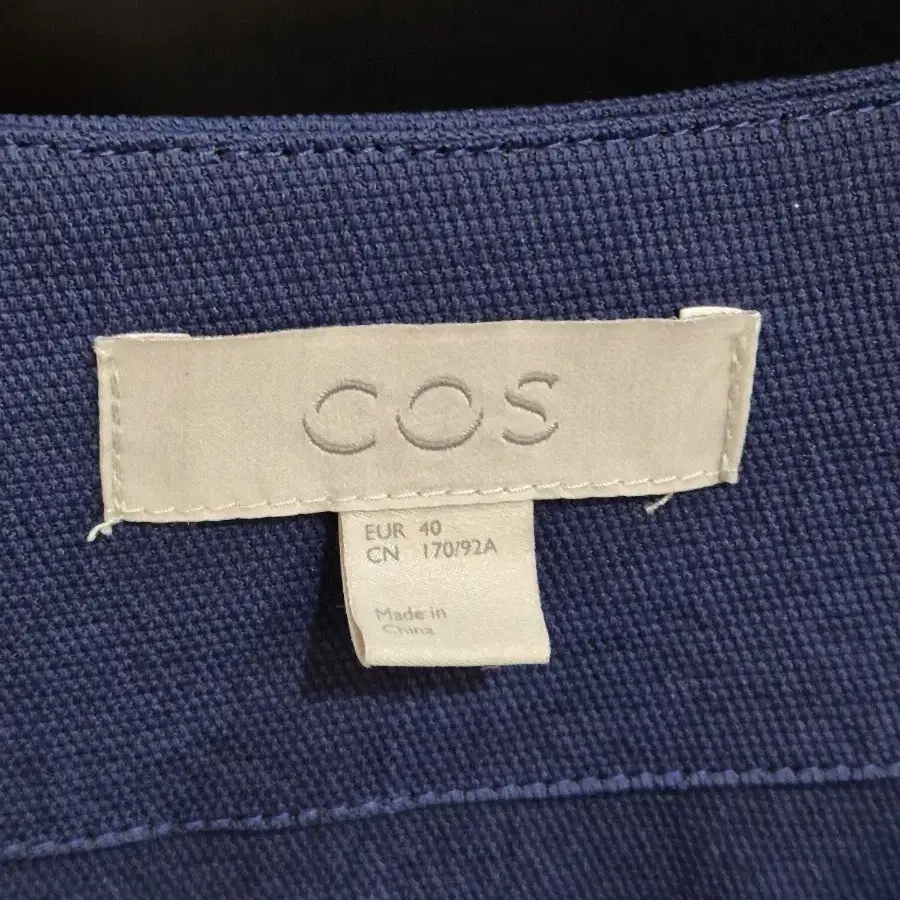 COS
EUR 40
CN 170/92A
Made in
China